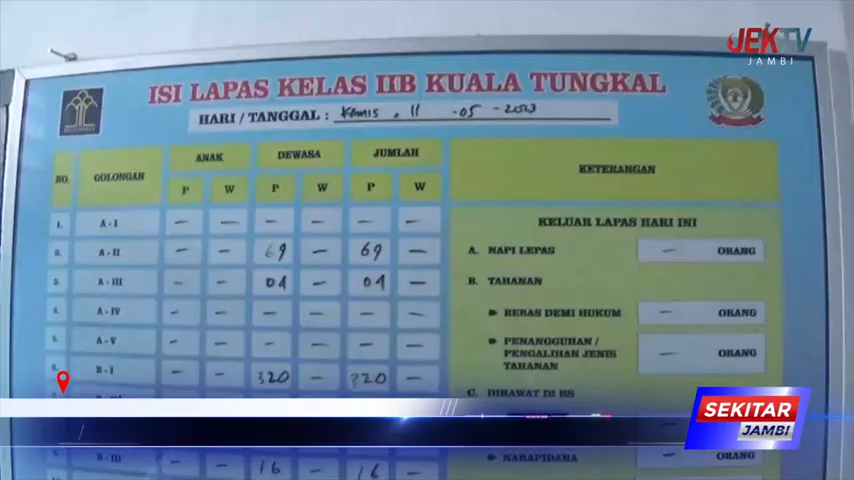 JEKTV
JAMBI
ISI LAPAS KELAS IIB KUALA TUNGKAL
HARI / TANGGAL : KAMIS, 11 -05 -2023
NO. GOLONGAN ANAK DEWASA JUMLAH KETERANGAN
P W P W P W
1. A - I — — — — — — KELUAR LAPAS HARI INI
2. A - II — — 69 — 69 — A. NAPI LEPAS — ORANG
3. A - III — — 04 — 04 — B. TAHANAN
4. A - IV — — — — — — BEBAS DEMI HUKUM — ORANG
5. A - V — — — — — — PENANGGUHAN / PENGALIHAN JENIS TAHANAN — ORANG
6. B - I — — 320 — 320 —
C. DIRAWAT DI RS
B - III — — 16 — 16 — NARAPIDANA — ORANG
SEKITAR
JAMBI